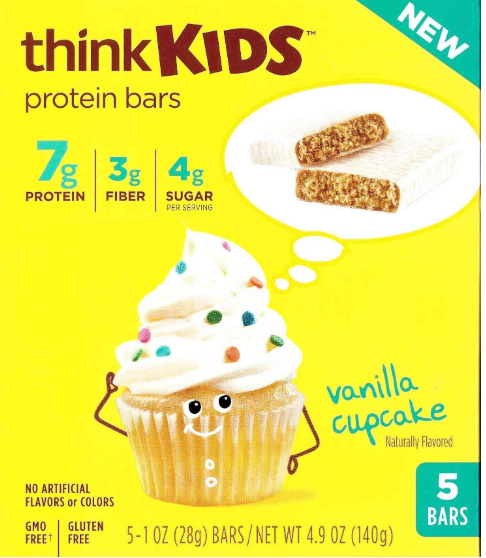 NEW
thinkKIDS™
protein bars
7g PROTEIN
3g FIBER
4g SUGAR
PER SERVING
vanilla
cupcake
Naturally Flavored
NO ARTIFICIAL
FLAVORS or COLORS
GMO
FREE†
GLUTEN
FREE
5-1 OZ (28g) BARS/NET WT 4.9 OZ (140g)
5
BARS